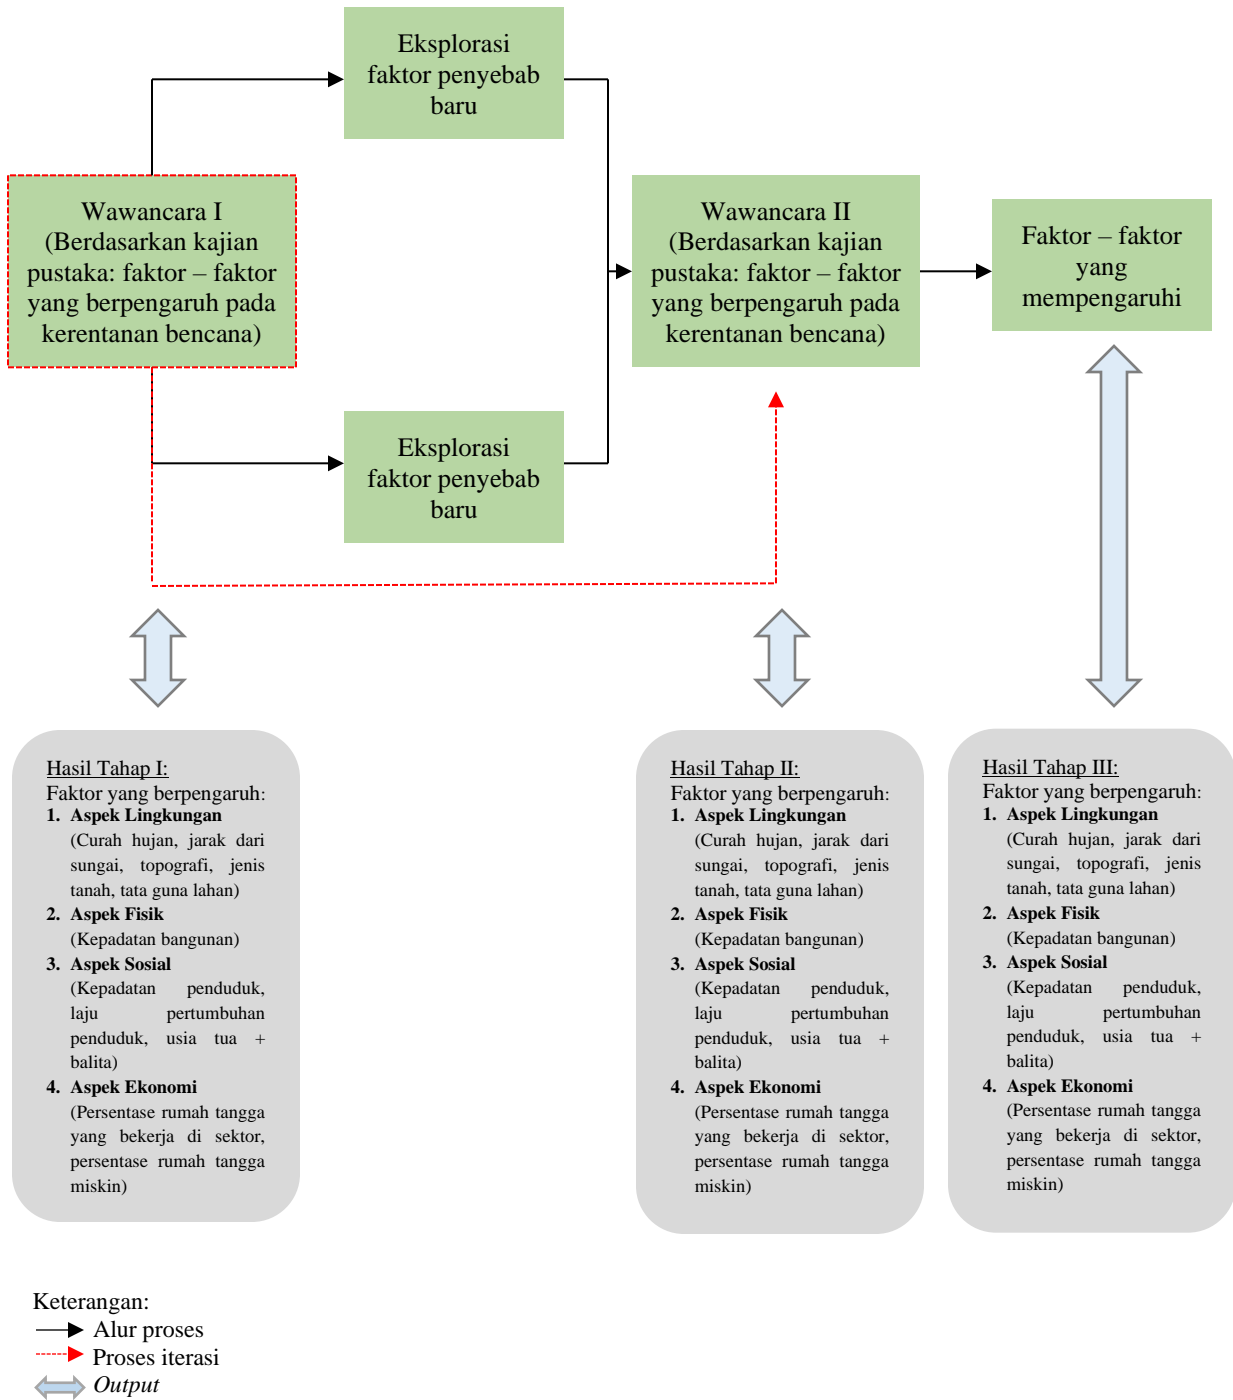 Eksplorasi
faktor penyebab
baru
Wawancara I
(Berdasarkan kajian
pustaka: faktor – faktor
yang berpengaruh pada
kerentanan bencana)
Wawancara II
(Berdasarkan kajian
pustaka: faktor – faktor
yang berpengaruh pada
kerentanan bencana)
Faktor – faktor
yang
mempengaruhi
Eksplorasi
faktor penyebab
baru
Hasil Tahap I:
Faktor yang berpengaruh:
1. Aspek Lingkungan
(Curah hujan, jarak dari
sungai, topografi, jenis
tanah, tata guna lahan)
2. Aspek Fisik
(Kepadatan bangunan)
3. Aspek Sosial
(Kepadatan penduduk,
laju pertumbuhan
penduduk, usia tua +
balita)
4. Aspek Ekonomi
(Persentase rumah tangga
yang bekerja di sektor,
persentase rumah tangga
miskin)
Hasil Tahap II:
Faktor yang berpengaruh:
1. Aspek Lingkungan
(Curah hujan, jarak dari
sungai, topografi, jenis
tanah, tata guna lahan)
2. Aspek Fisik
(Kepadatan bangunan)
3. Aspek Sosial
(Kepadatan penduduk,
laju pertumbuhan
penduduk, usia tua +
balita)
4. Aspek Ekonomi
(Persentase rumah tangga
yang bekerja di sektor,
persentase rumah tangga
miskin)
Hasil Tahap III:
Faktor yang berpengaruh:
1. Aspek Lingkungan
(Curah hujan, jarak dari
sungai, topografi, jenis
tanah, tata guna lahan)
2. Aspek Fisik
(Kepadatan bangunan)
3. Aspek Sosial
(Kepadatan penduduk,
laju pertumbuhan
penduduk, usia tua +
balita)
4. Aspek Ekonomi
(Persentase rumah tangga
yang bekerja di sektor,
persentase rumah tangga
miskin)
Keterangan:
Alur proses
Proses iterasi
Output